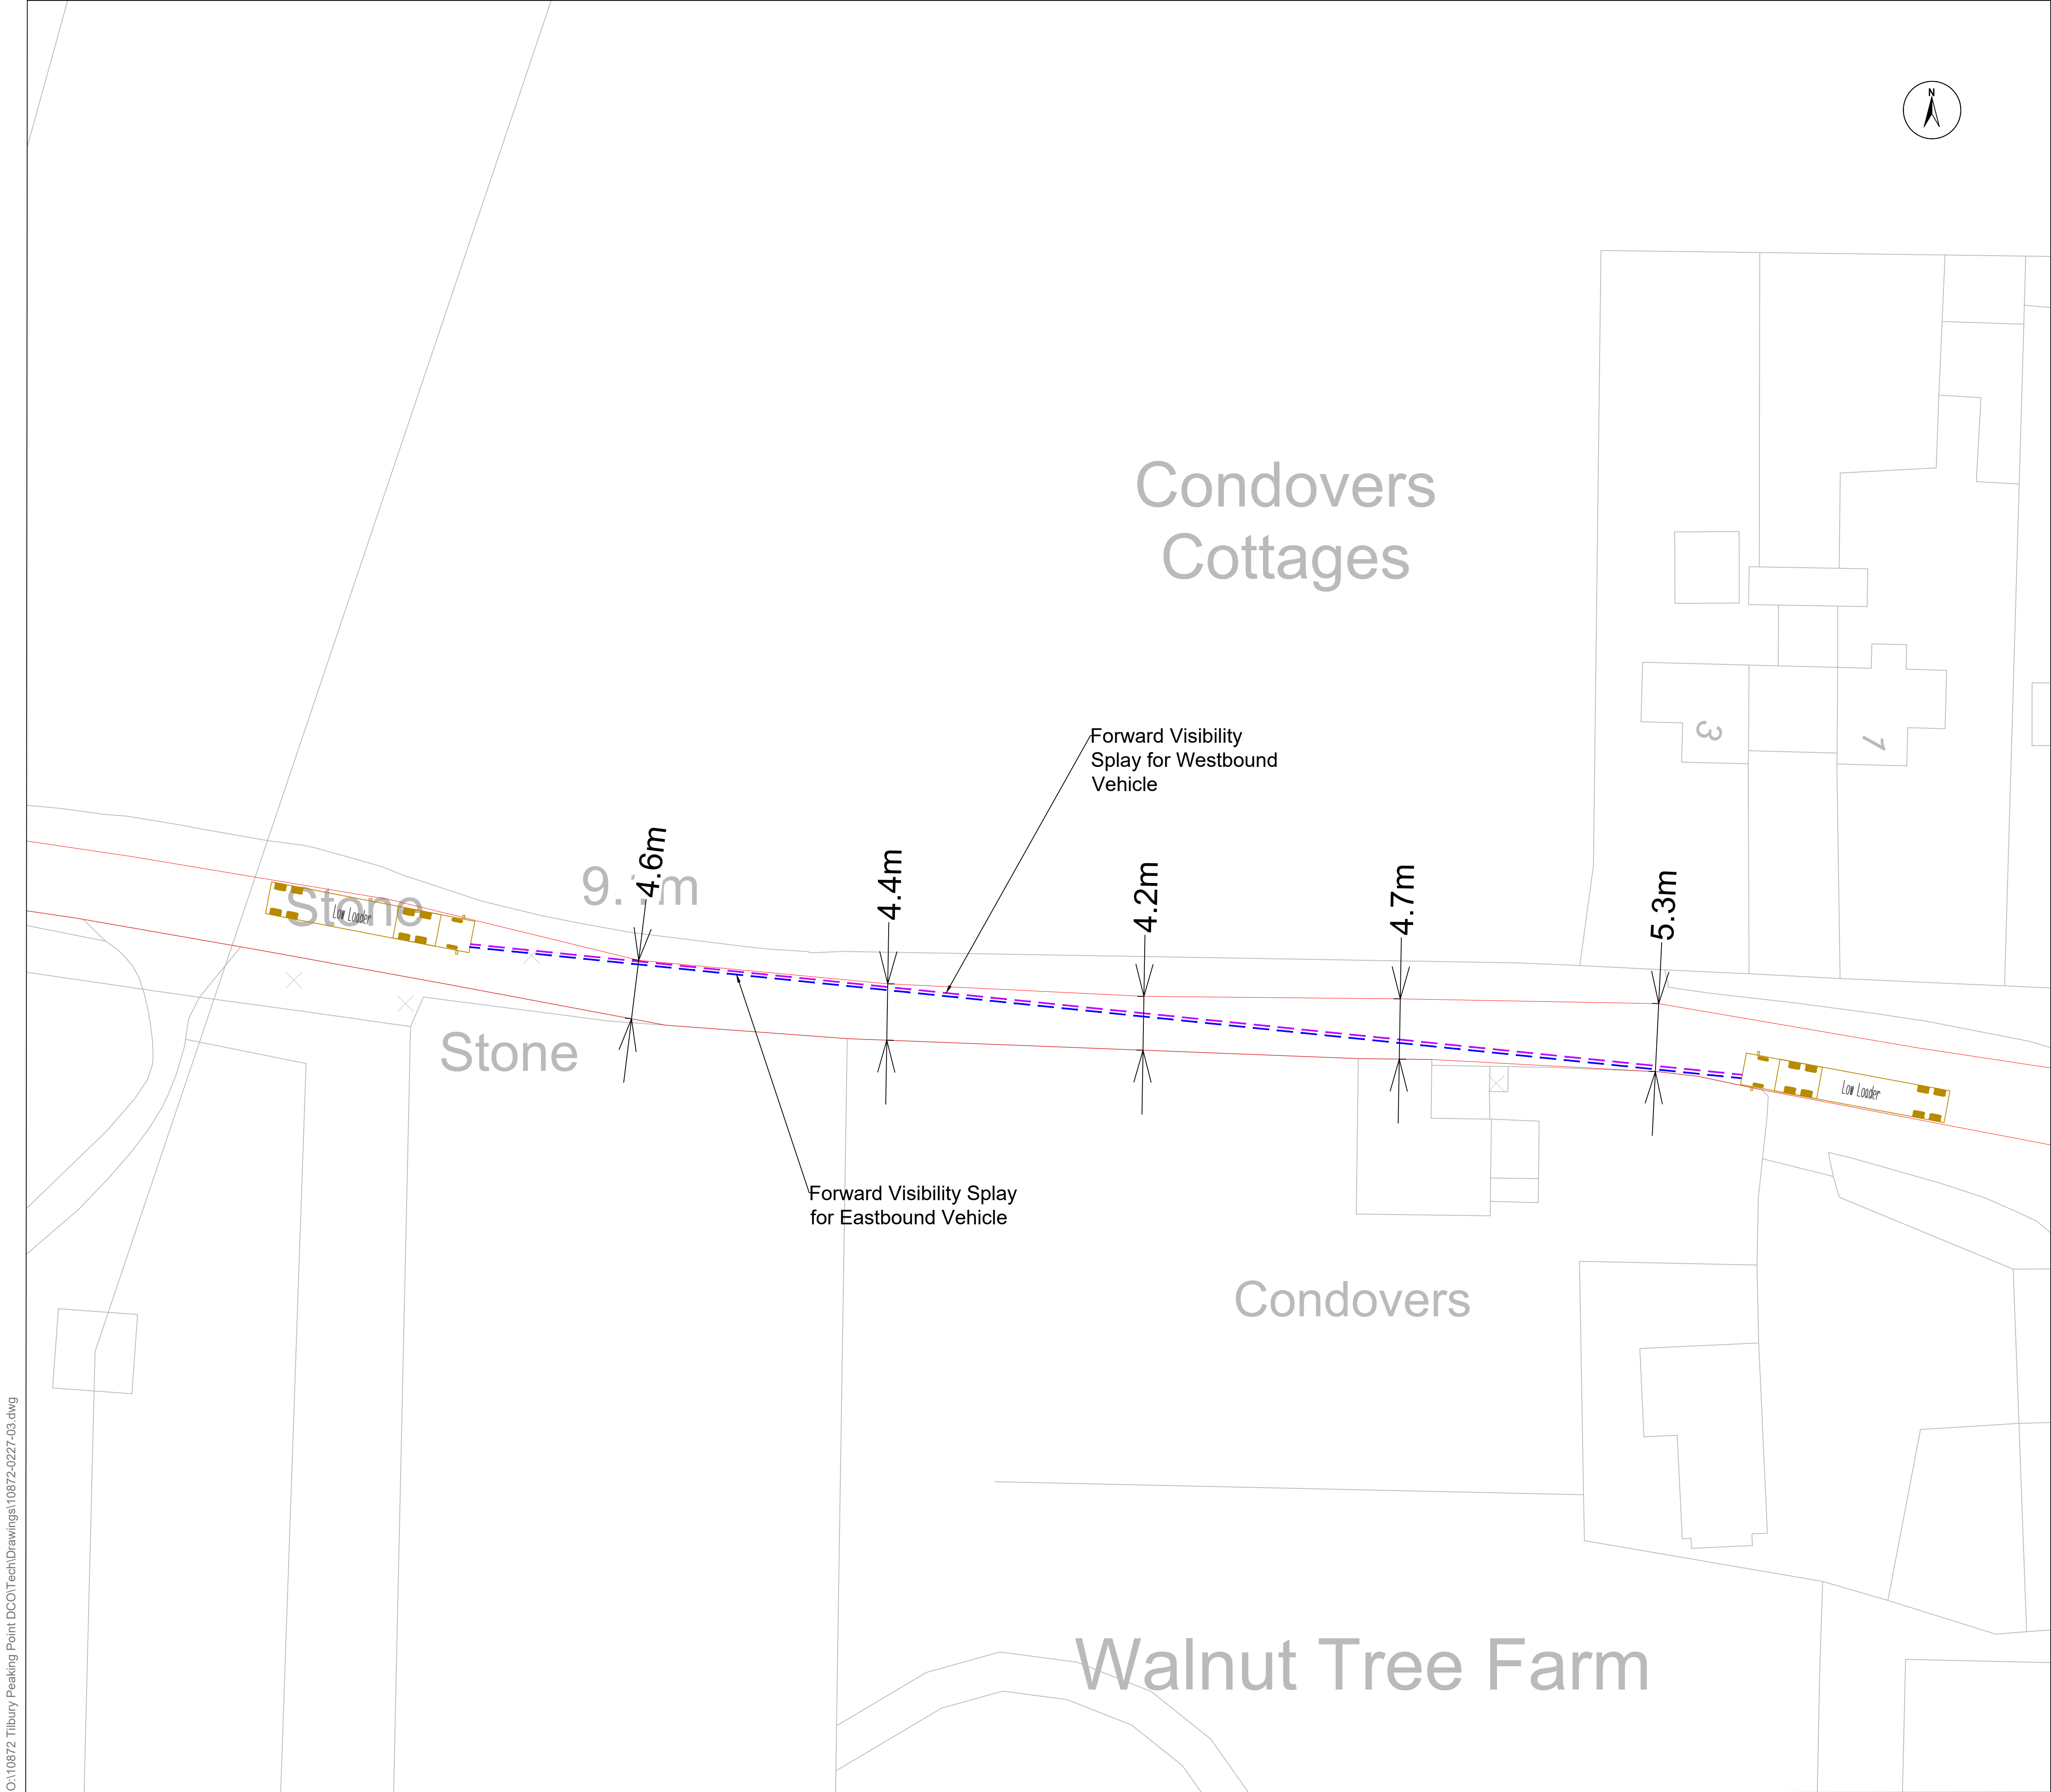 N
Condovers
Cottages
3
1
Forward Visibility
Splay for Westbound
Vehicle
4.6m
4.4m
4.2m
4.7m
5.3m
Stone
Low Loader
Low Loader
Stone
Forward Visibility Splay
for Eastbound Vehicle
Condovers
Walnut Tree Farm
O:\10872 Tilbury Peaking Point DCO\Tech\Drawings\10872-0227-03.dwg